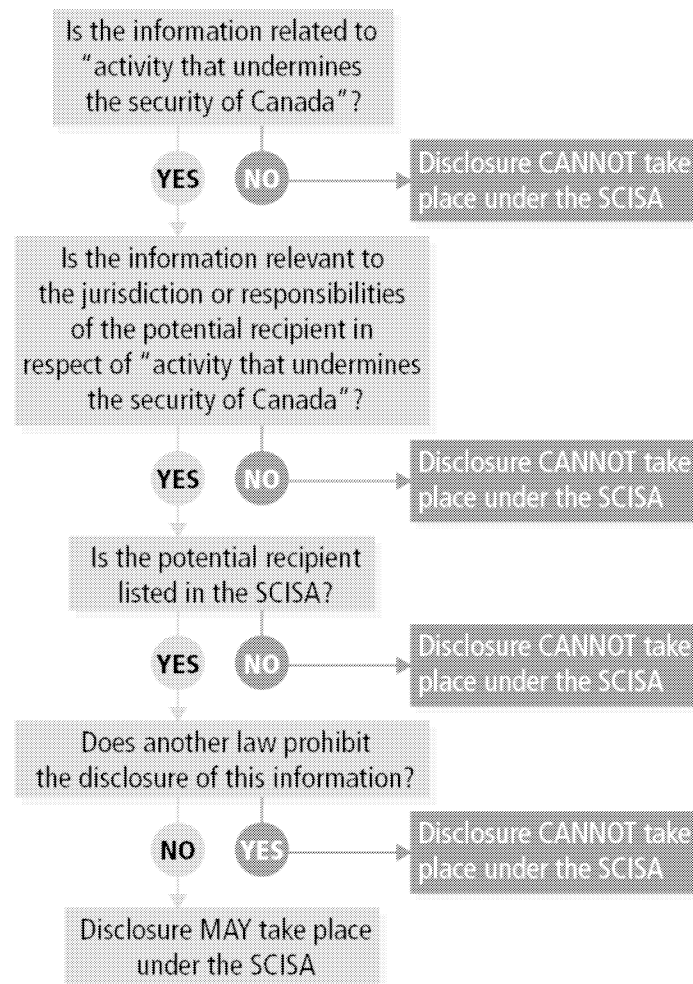 Is the information related to
“activity that undermines
the security of Canada”?
YES
NO
Disclosure CANNOT take
place under the SCISA
Is the information relevant to
the jurisdiction or responsibilities
of the potential recipient in
respect of “activity that undermines
the security of Canada”?
YES
NO
Disclosure CANNOT take
place under the SCISA
Is the potential recipient
listed in the SCISA?
YES
NO
Disclosure CANNOT take
place under the SCISA
Does another law prohibit
the disclosure of this information?
NO
YES
Disclosure CANNOT take
place under the SCISA
Disclosure MAY take place
under the SCISA